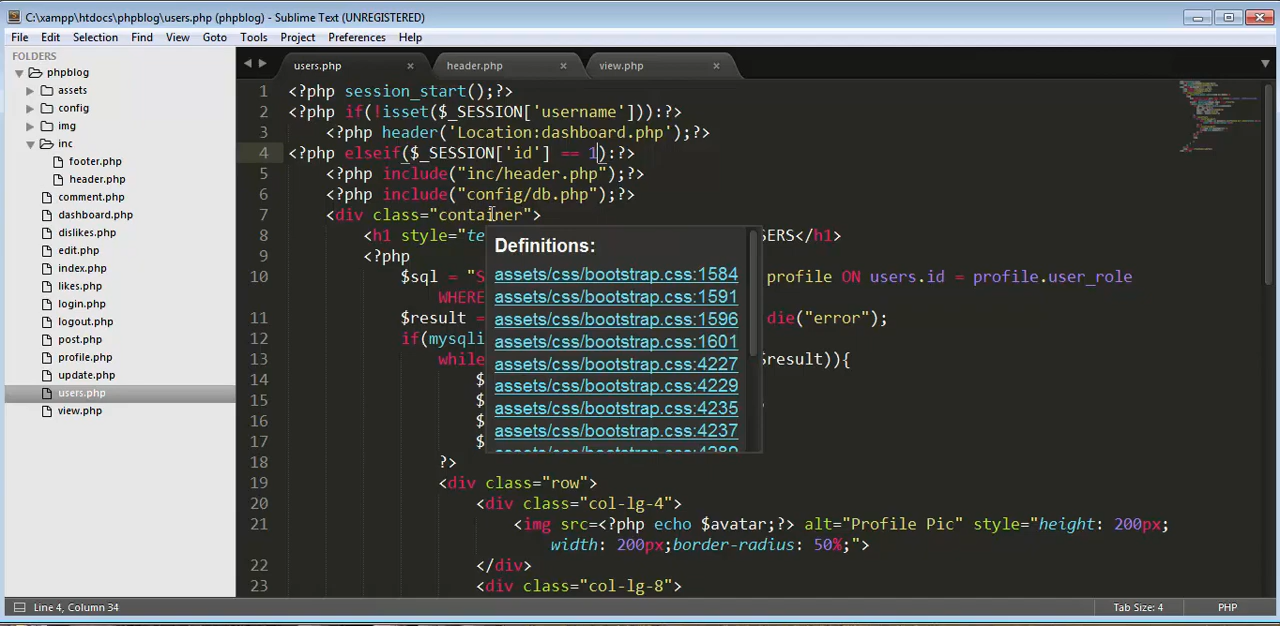 C:\xampp\htdocs\phpblog\users.php (phpblog) - Sublime Text (UNREGISTERED)
File Edit Selection Find View Goto Tools Project Preferences Help
FOLDERS
phpblog
assets
config
img
inc
footer.php
header.php
comment.php
dashboard.php
dislikes.php
edit.php
index.php
likes.php
login.php
logout.php
post.php
profile.php
update.php
users.php
view.php
users.php × header.php × view.php ×
1 <?php session_start();?>
2 <?php if(!isset($_SESSION['username'])):?>
3 <?php header('Location:dashboard.php');?>
4 <?php elseif($_SESSION['id'] == 1):?>
5 <?php include("inc/header.php");?>
6 <?php include("config/db.php");?>
7 <div class="container">
8 <h1 style="te SERS</h1>
9 <?php
10 $sql = "S profile ON users.id = profile.user_role
WHERE
11 $result = die("error");
12 if(mysqli
13 while $result)){
14 $
15 $
16 $
17 $
18 ?>
19 <div class="row">
20 <div class="col-lg-4">
21 <img src=<?php echo $avatar;?> alt="Profile Pic" style="height: 200px;
width: 200px;border-radius: 50%;">
22 </div>
23 <div class="col-lg-8">
Definitions:
assets/css/bootstrap.css:1584
assets/css/bootstrap.css:1591
assets/css/bootstrap.css:1596
assets/css/bootstrap.css:1601
assets/css/bootstrap.css:4227
assets/css/bootstrap.css:4229
assets/css/bootstrap.css:4235
assets/css/bootstrap.css:4237
assets/css/bootstrap.css:4289
Line 4, Column 34
Tab Size: 4
PHP